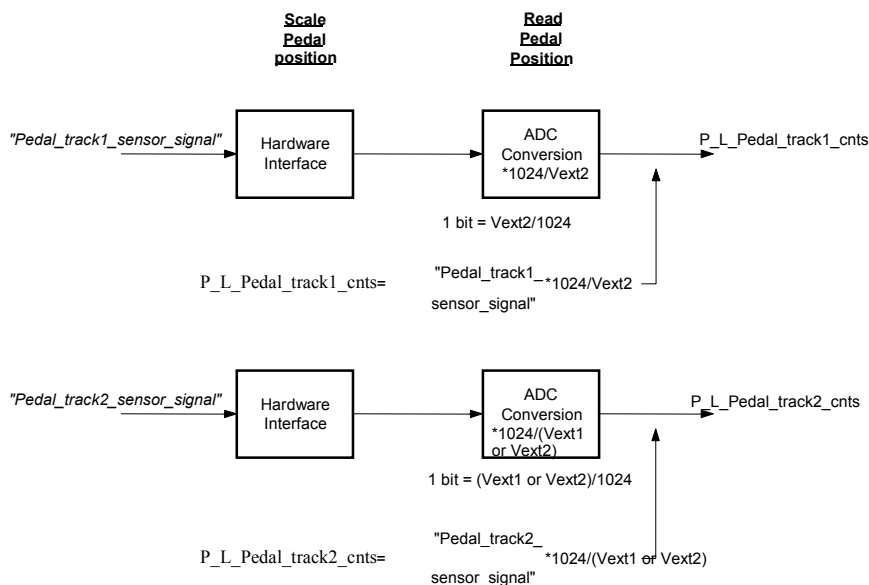 Scale
Pedal
position
Read
Pedal
Position
"Pedal_track1_sensor_signal"
Hardware
Interface
ADC
Conversion
*1024/Vext2
P_L_Pedal_track1_cnts
1 bit = Vext2/1024
P_L_Pedal_track1_cnts=
"Pedal_track1_
sensor_signal"
*1024/Vext2
"Pedal_track2_sensor_signal"
Hardware
Interface
ADC
Conversion
*1024/(Vext1
or Vext2)
P_L_Pedal_track2_cnts
1 bit = (Vext1 or Vext2)/1024
P_L_Pedal_track2_cnts=
"Pedal_track2_
sensor_signal"
*1024/(Vext1 or Vext2)